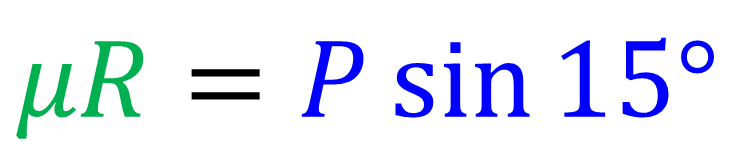 μR = P sin 15°